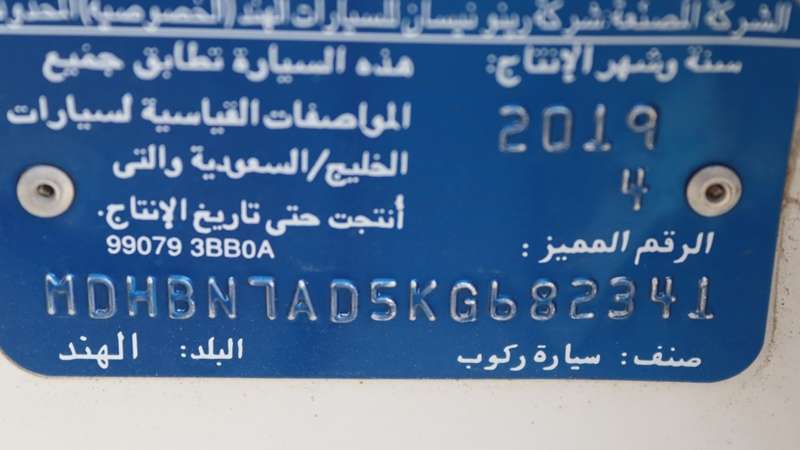 الشركة المصنعة: شركة رينو نيسان للسيارات الهند (الخصوصية) المحدودة
سنة وشهر الإنتاج:
2019
4
هذه السيارة تطابق جميع
المواصفات القياسية لسيارات
الخليج/السعودية والتى
أنتجت حتى تاريخ الإنتاج.
99079 3BB0A
الرقم المميز:
MDHBN7AD5KG682341
صنف: سيارة ركوب
البلد: الهند